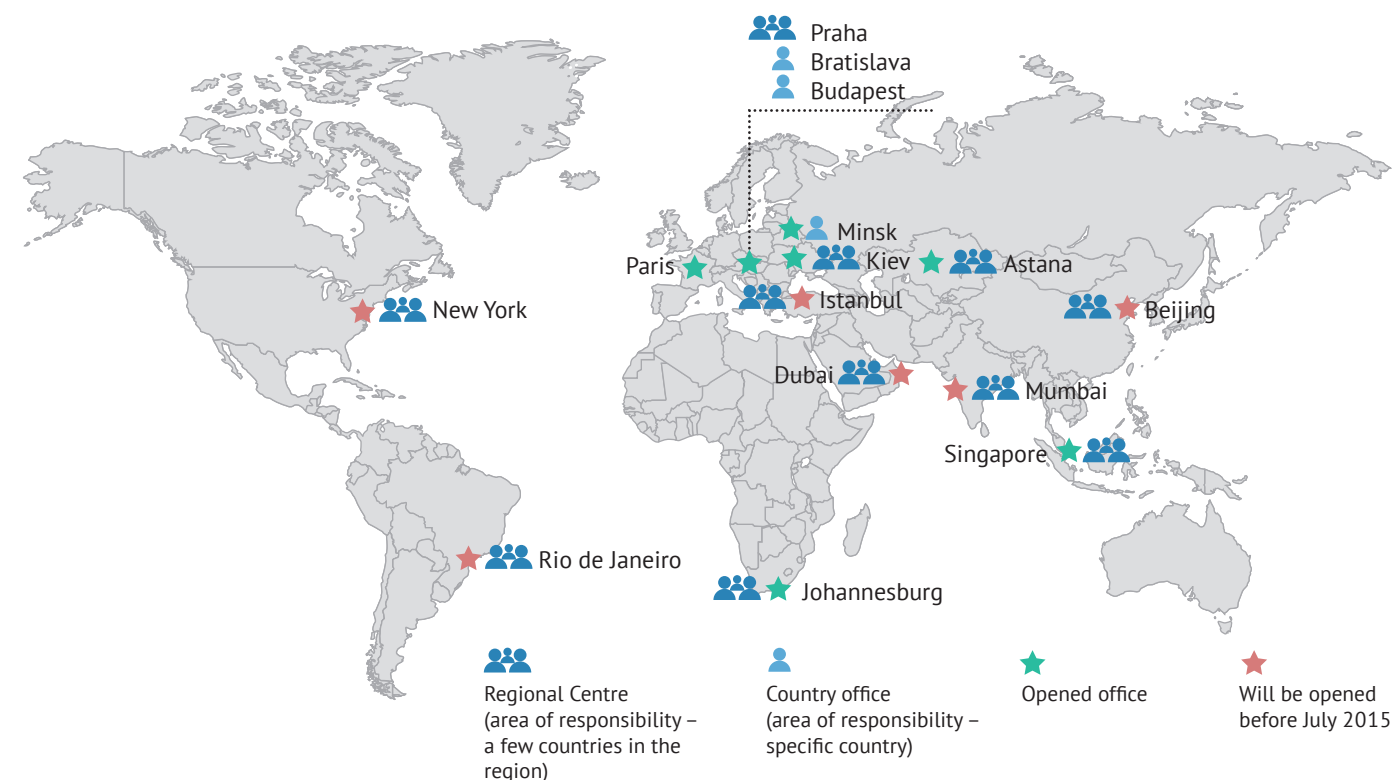 Praha
Bratislava
Budapest
Minsk
Paris
Kiev
Astana
Istanbul
New York
Beijing
Dubai
Mumbai
Singapore
Rio de Janeiro
Johannesburg
Regional Centre
(area of responsibility –
a few countries in the
region)
Country office
(area of responsibility –
specific country)
Opened office
Will be opened
before July 2015